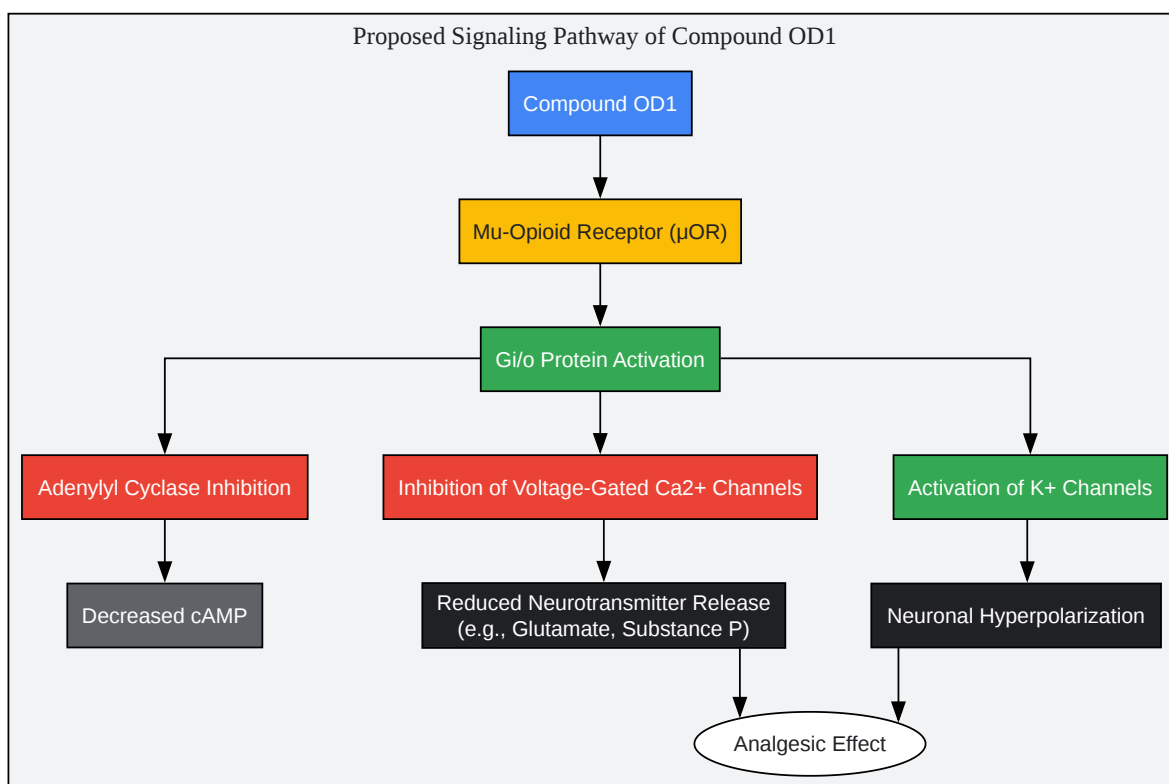 Proposed Signaling Pathway of Compound OD1
Compound OD1
Mu-Opioid Receptor (μOR)
Gi/o Protein Activation
Adenylyl Cyclase Inhibition
Inhibition of Voltage-Gated Ca2+ Channels
Activation of K+ Channels
Decreased cAMP
Reduced Neurotransmitter Release
(e.g., Glutamate, Substance P)
Neuronal Hyperpolarization
Analgesic Effect